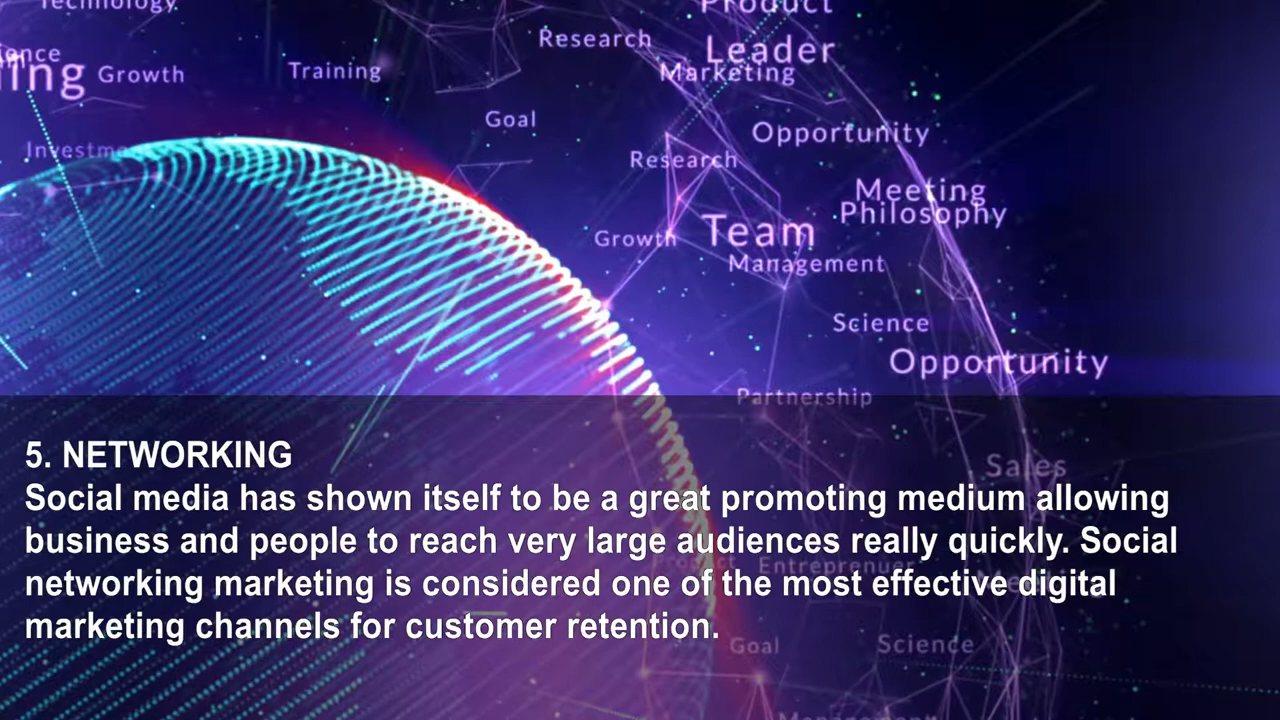 Technology
Product
Research
Leader
Marketing
Growth
Training
Goal
Opportunity
Research
Meeting
Philosophy
Growth
Team
Management
Science
Opportunity
Partnership
5. NETWORKING
Sales
Social media has shown itself to be a great promoting medium allowing
business and people to reach very large audiences really quickly. Social
networking marketing is considered one of the most effective digital
marketing channels for customer retention.
Goal
Science
Management